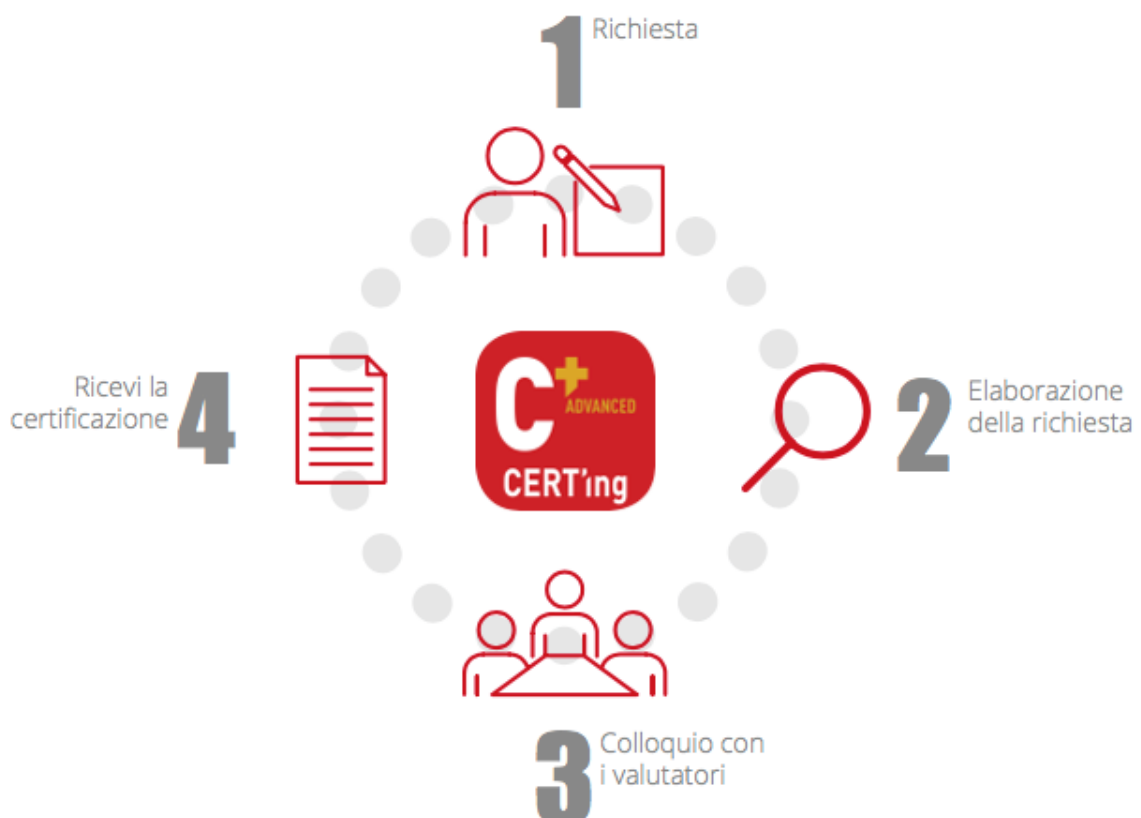 1 Richiesta
2 Elaborazione
della richiesta
3 Colloquio con
i valutatori
4 Ricevi la
certificazione
C+
ADVANCED
CERT'ing